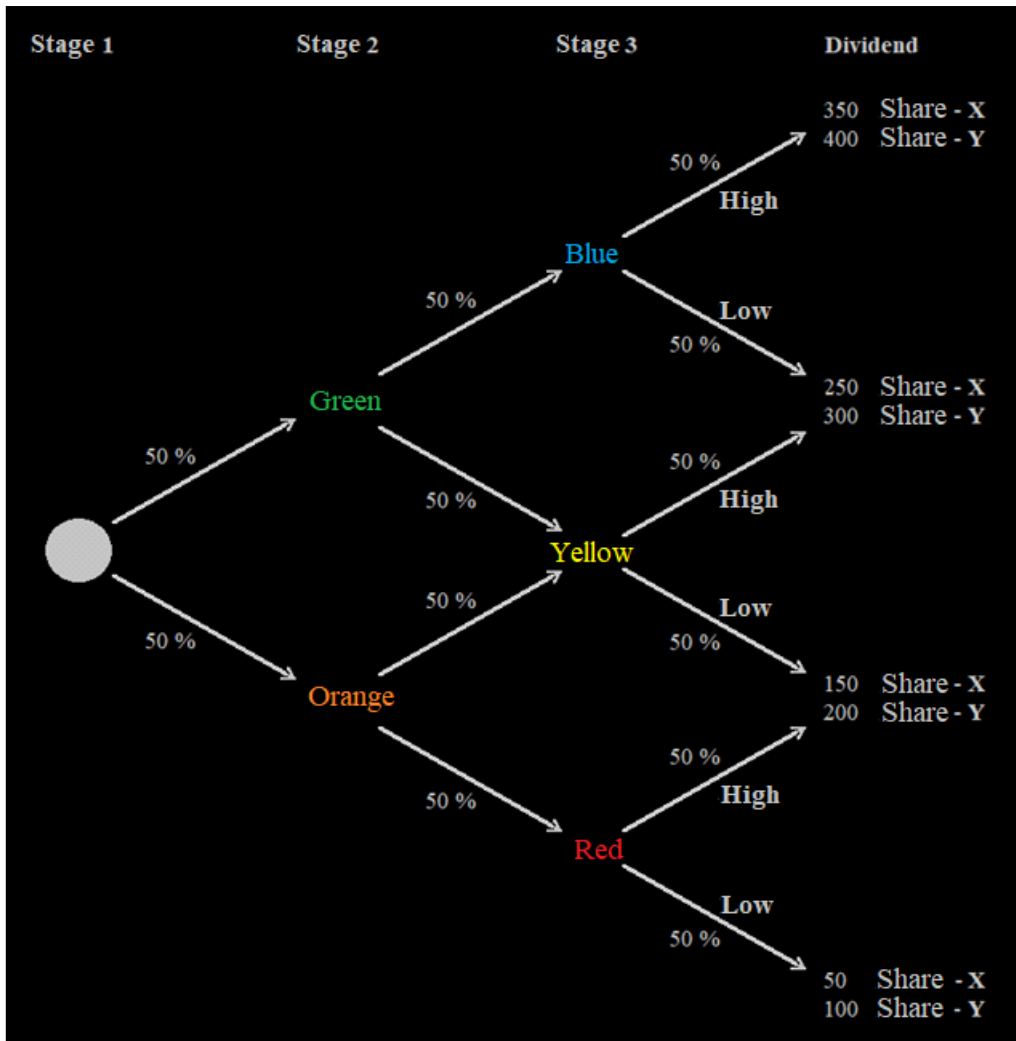 Stage 1 Stage 2 Stage 3 Dividend
350 Share - X
400 Share - Y
50 %
High
Blue
50 %
Low
50 %
250 Share - X
300 Share - Y
Green
50 %
50 %
50 %
High
Yellow
50 %
Low
50 %
50 %
150 Share - X
200 Share - Y
Orange
50 %
High
50 %
Red
Low
50 %
50 Share - X
100 Share - Y